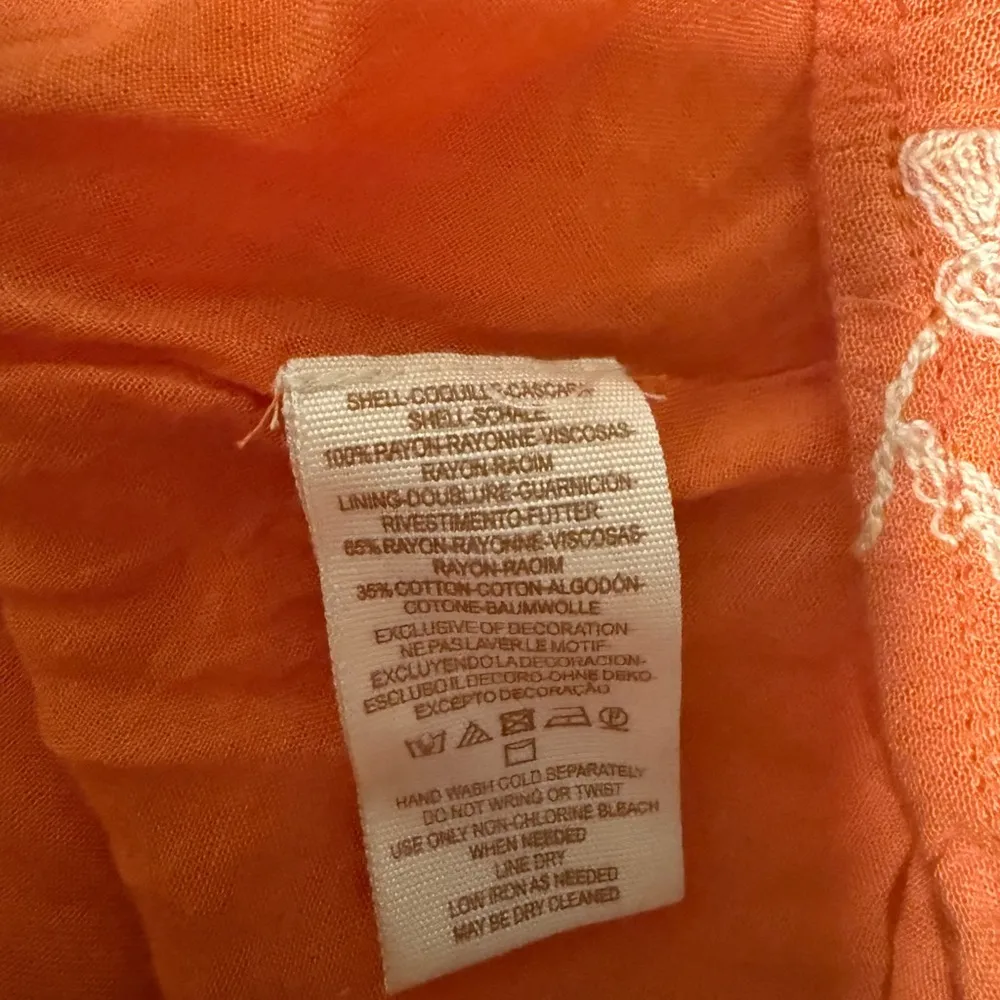 SHELL-COQUILLE-CASCARA-
SHELL-SCHALE
100% RAYON-RAYONNE-VISCOSAS-
RAYON-RAOIM
LINING-DOUBLURE-GUARNICIÓN-
RIVESTIMENTO-FUTTER
65% RAYON-RAYONNE-VISCOSAS-
RAYON-RAOIM
35% COTTON-COTON-ALGODÓN-
COTONE-BAUMWOLLE
EXCLUSIVE OF DECORATION-
NE PAS LAVER LE MOTIF-
EXCLUYENDO LA DECORACION-
ESCLUSO IL DECORO-OHNE DEKO-
EXCEPTO DECORAÇAO
P
HAND WASH COLD SEPARATELY
DO NOT WRING OR TWIST
USE ONLY NON-CHLORINE BLEACH
WHEN NEEDED
LINE DRY
LOW IRON AS NEEDED
MAY BE DRY CLEANED